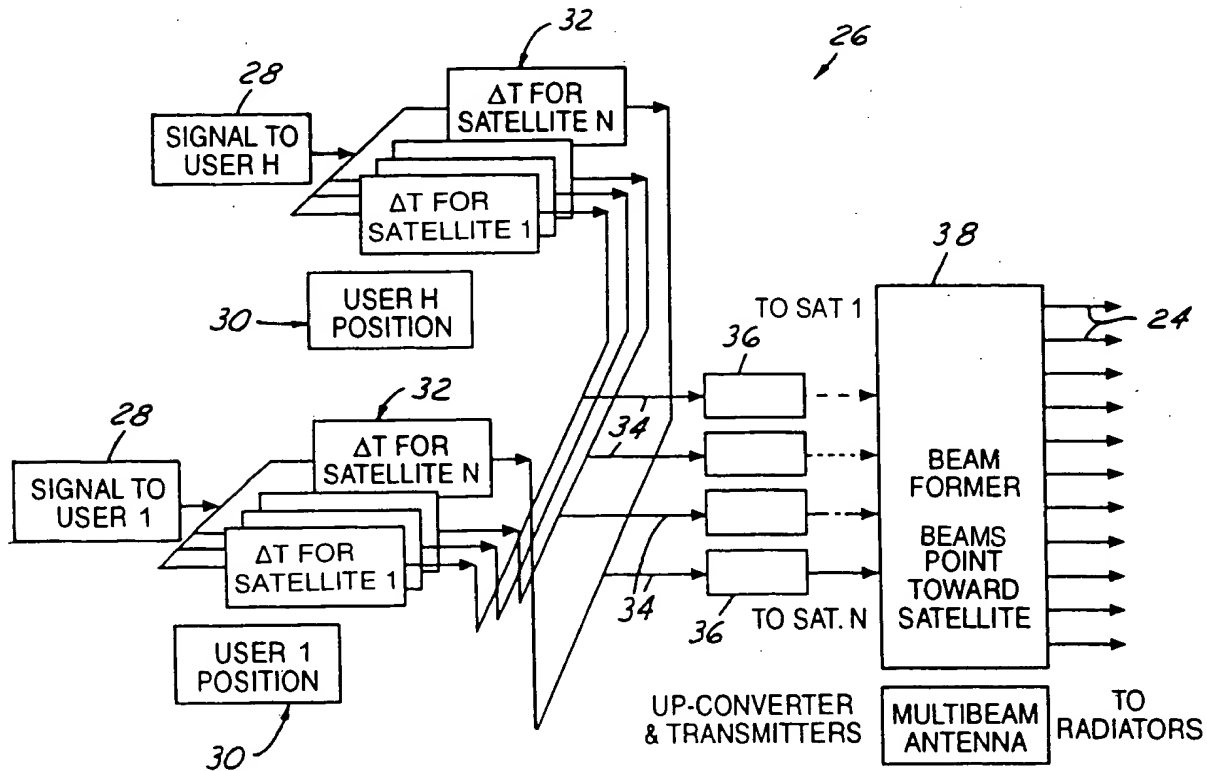 32
26
28
ΔT FOR
SATELLITE N
SIGNAL TO
USER H
ΔT FOR
SATELLITE 1
38
30
USER H
POSITION
TO SAT 1
24
36
32
28
ΔT FOR
SATELLITE N
34
SIGNAL TO
USER 1
34
BEAM
FORMER
ΔT FOR
SATELLITE 1
BEAMS
POINT
TOWARD
SATELLITE
34
36
TO SAT. N
USER 1
POSITION
30
UP-CONVERTER
& TRANSMITTERS
MULTIBEAM
ANTENNA
TO
RADIATORS